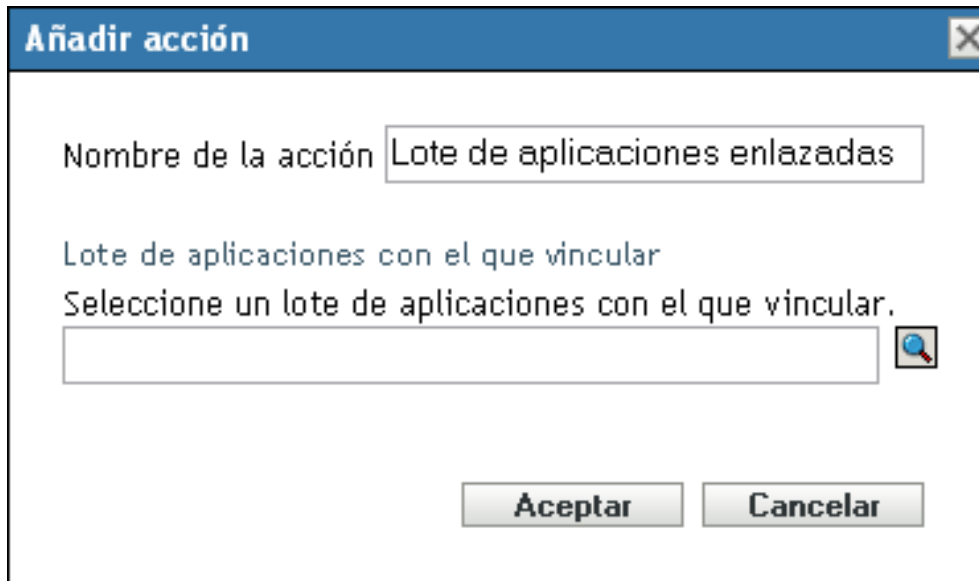 Añadir acción
Nombre de la acción Lote de aplicaciones enlazadas
Lote de aplicaciones con el que vincular
Seleccione un lote de aplicaciones con el que vincular.
Aceptar Cancelar